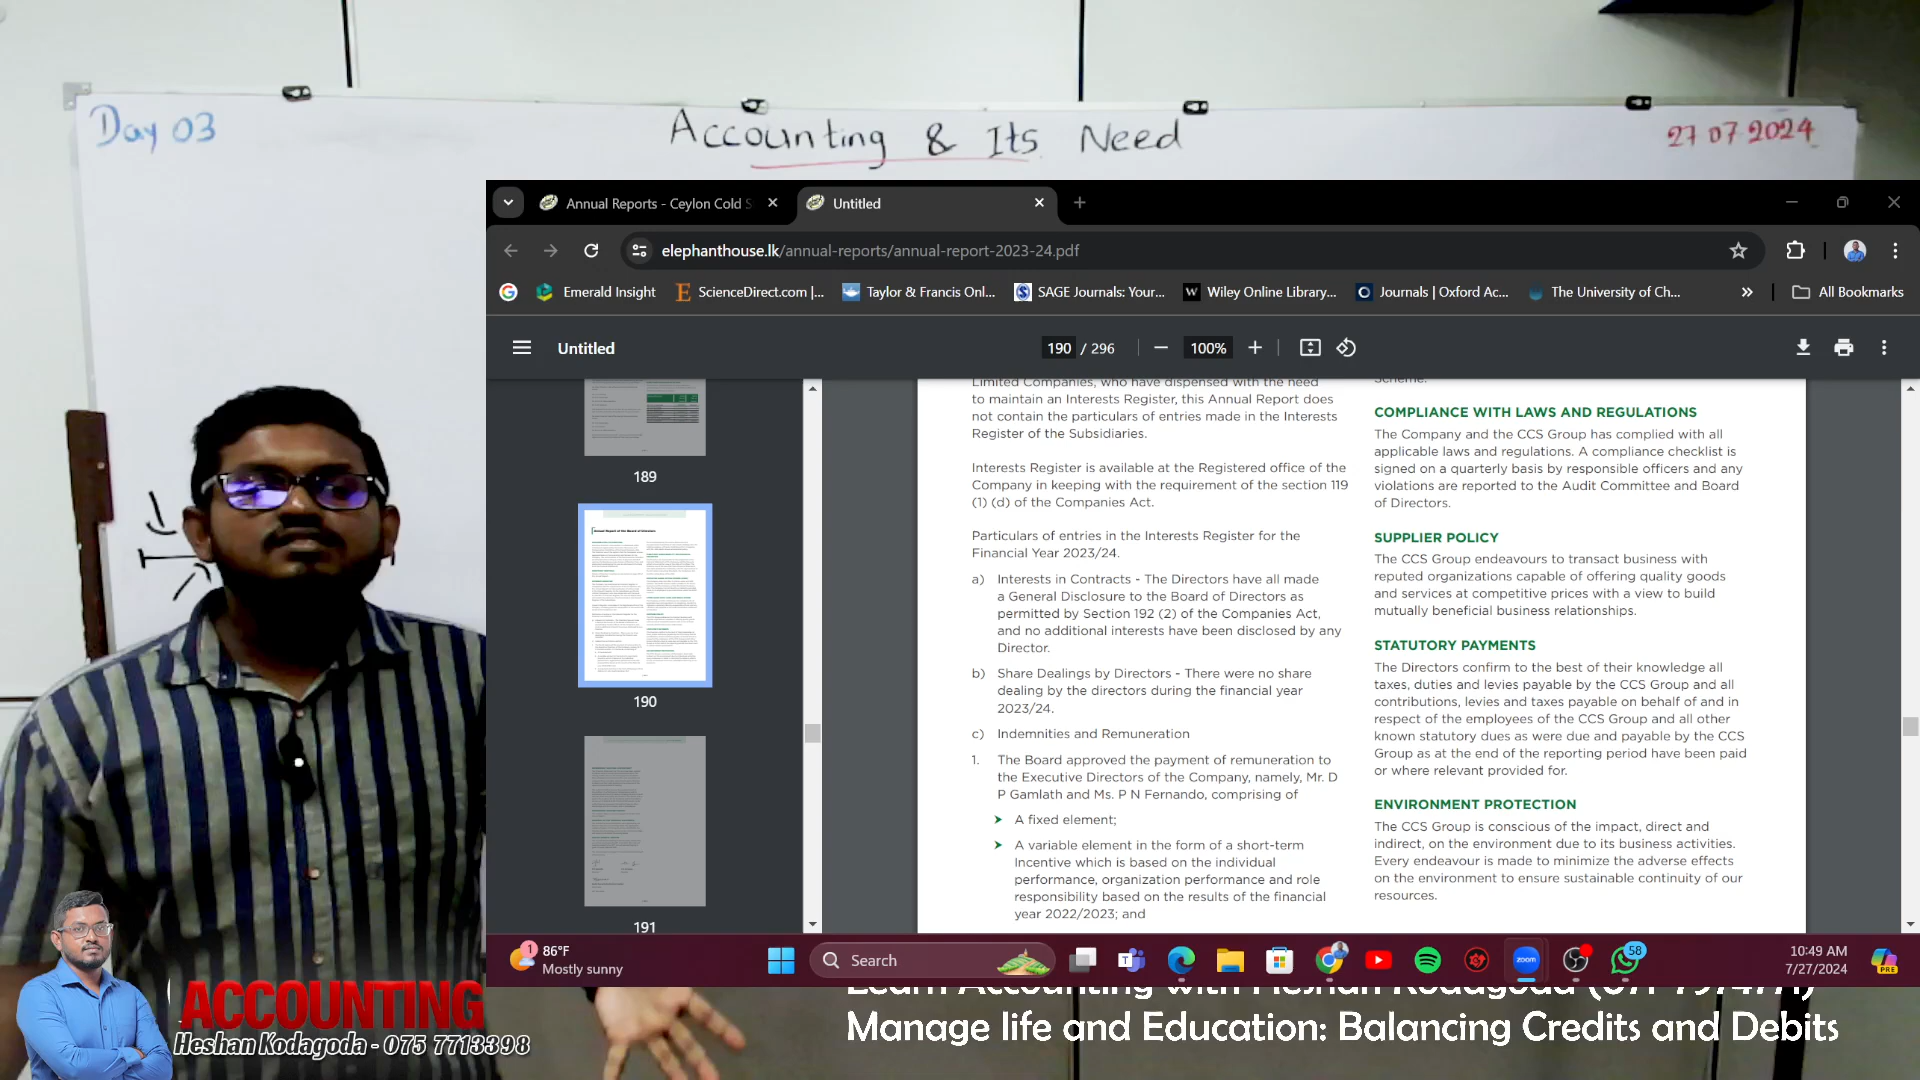 Day 03
Accounting & Its Need
27 07 2024
Annual Reports - Ceylon Cold S
Untitled
elephanthouse.lk/annual-reports/annual-report-2023-24.pdf
Emerald Insight
ScienceDirect.com |...
Taylor & Francis Onl...
SAGE Journals: Your...
Wiley Online Library...
Journals | Oxford Ac...
The University of Ch...
All Bookmarks
Untitled
190 / 296
100%
189
190
191
Limited Companies, who have dispensed with the need
to maintain an Interests Register, this Annual Report does
not contain the particulars of entries made in the Interests
Register of the Subsidiaries.
Interests Register is available at the Registered office of the
Company in keeping with the requirement of the section 119
(1) (d) of the Companies Act.
Particulars of entries in the Interests Register for the
Financial Year 2023/24.
a) Interests in Contracts - The Directors have all made
a General Disclosure to the Board of Directors as
permitted by Section 192 (2) of the Companies Act,
and no additional interests have been disclosed by any
Director.
b) Share Dealings by Directors - There were no share
dealing by the directors during the financial year
2023/24.
c) Indemnities and Remuneration
1. The Board approved the payment of remuneration to
the Executive Directors of the Company, namely, Mr. D
P Gamlath and Ms. P N Fernando, comprising of
A fixed element;
A variable element in the form of a short-term
Incentive which is based on the individual
performance, organization performance and role
responsibility based on the results of the financial
year 2022/2023; and
Scheme.
COMPLIANCE WITH LAWS AND REGULATIONS
The Company and the CCS Group has complied with all
applicable laws and regulations. A compliance checklist is
signed on a quarterly basis by responsible officers and any
violations are reported to the Audit Committee and Board
of Directors.
SUPPLIER POLICY
The CCS Group endeavours to transact business with
reputed organizations capable of offering quality goods
and services at competitive prices with a view to build
mutually beneficial business relationships.
STATUTORY PAYMENTS
The Directors confirm to the best of their knowledge all
taxes, duties and levies payable by the CCS Group and all
contributions, levies and taxes payable on behalf of and in
respect of the employees of the CCS Group and all other
known statutory dues as were due and payable by the CCS
Group as at the end of the reporting period have been paid
or where relevant provided for.
ENVIRONMENT PROTECTION
The CCS Group is conscious of the impact, direct and
indirect, on the environment due to its business activities.
Every endeavour is made to minimize the adverse effects
on the environment to ensure sustainable continuity of our
resources.
1
86°F
Mostly sunny
Search
zoom
58
10:49 AM
7/27/2024
PRE
ACCOUNTING
Heshan Kodagoda - 075 7713398
Learn Accounting with Heshan Kodagoda
Manage life and Education: Balancing Credits and Debits